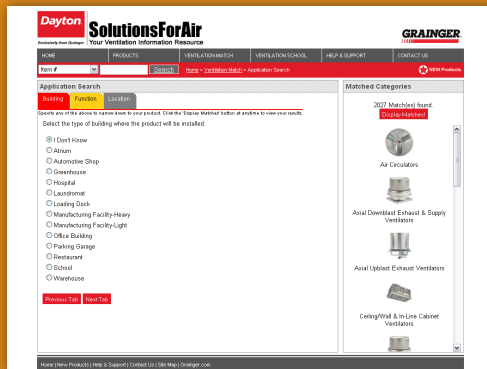 Dayton
SolutionsForAir
Exclusively from Grainger
Your Ventilation Information Resource
GRAINGER
HOME
PRODUCTS
VENTILATION MATCH
VENTILATION SCHOOL
HELP & SUPPORT
CONTACT US
Item #
Search
Home > Ventilation Match > Application Search
NEW Products
Application Search
Building
Function
Location
Specify any of the above to narrow down to your product. Click the 'Display Matches' button at anytime to view your results
Select the type of building where the product will be installed:
I Don't Know
Atrium
Automotive Shop
Greenhouse
Hospital
Laundromat
Loading Dock
Manufacturing Facility-Heavy
Manufacturing Facility-Light
Office Building
Parking Garage
Restaurant
School
Warehouse
Previous Tab
Next Tab
Matched Categories
2027 Match(es) found.
Display Matches!
Air Circulators
Axial Downblast Exhaust & Supply
Ventilators
Axial Upblast Exhaust Ventilators
Ceiling/Wall & In-Line Cabinet
Ventilators
Home | New Products | Help & Support | Contact Us | Site Map | Grainger.com